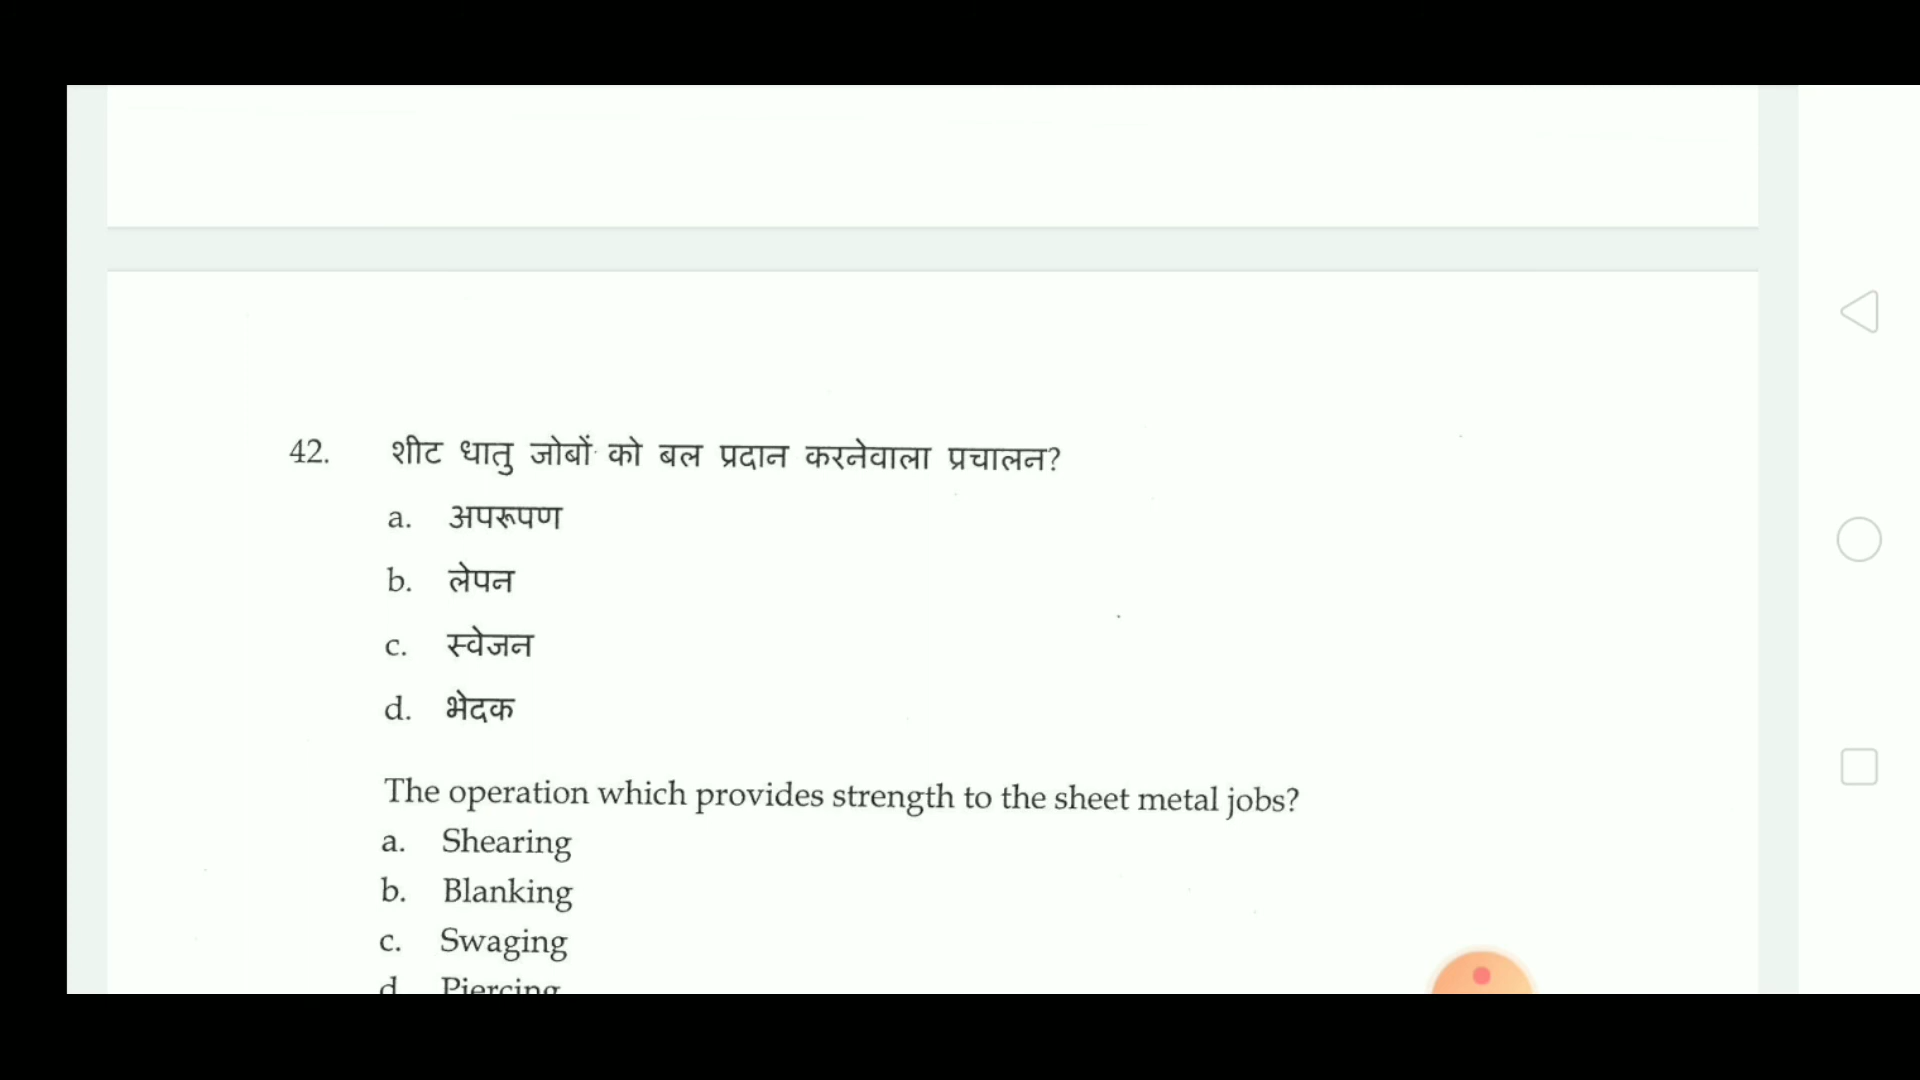 42. शीट धातु जोबों को बल प्रदान करनेवाला प्रचालन?
a. अपरूपण
b. लेपन
c. स्वेजन
d. भेदक
The operation which provides strength to the sheet metal jobs?
a. Shearing
b. Blanking
c. Swaging
d. Piercing